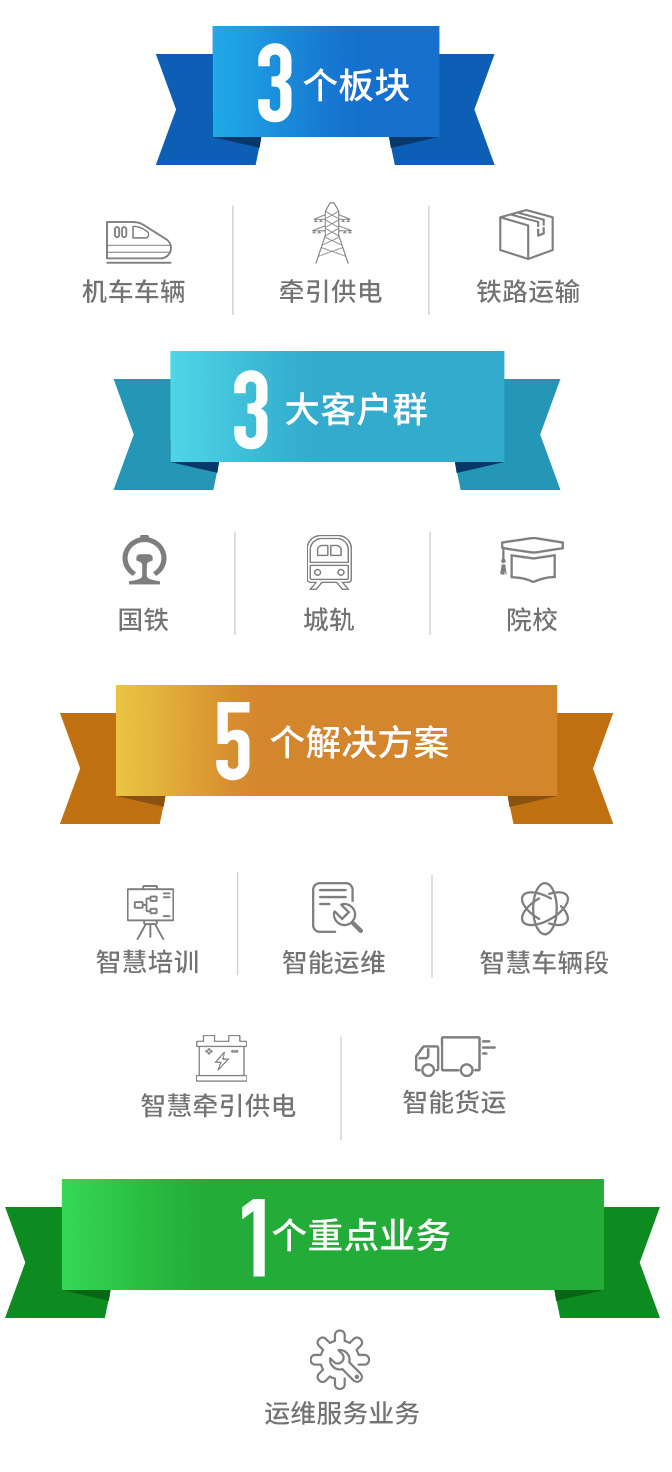 3个板块
机车车辆
牵引供电
铁路运输
3大客户群
国铁
城轨
院校
5个解决方案
智慧培训
智能运维
智慧车辆段
智慧牵引供电
智能货运
1个重点业务
运维服务业务